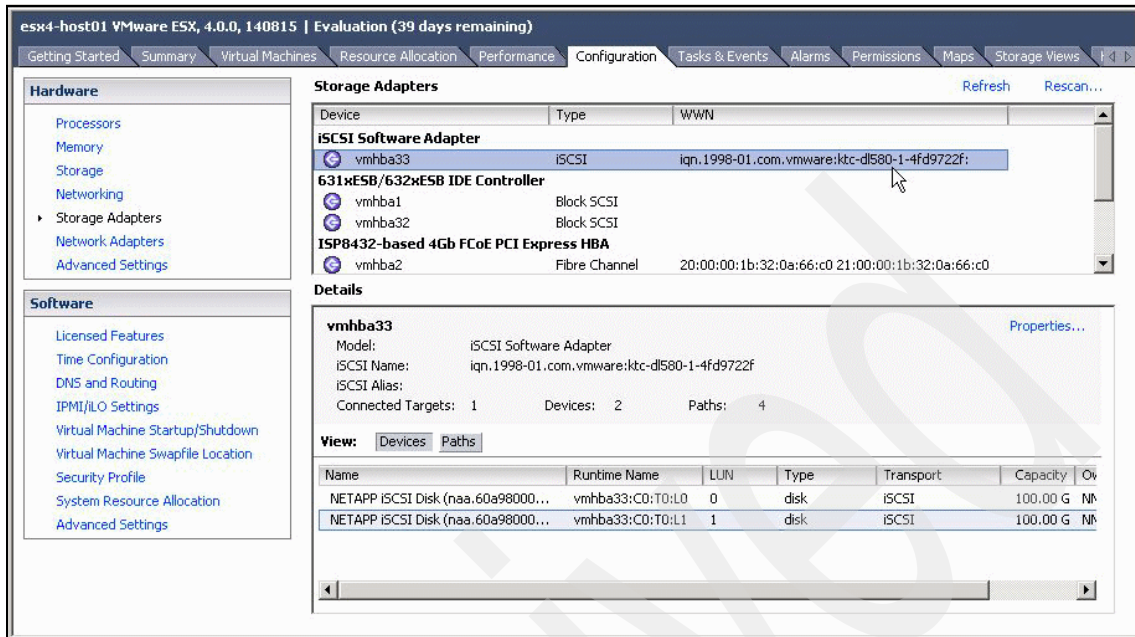 esx4-host01 VMware ESX, 4.0.0, 140815 | Evaluation (39 days remaining)
Getting Started Summary Virtual Machines Resource Allocation Performance Configuration Tasks & Events Alarms Permissions Maps Storage Views
Hardware
Processors
Memory
Storage
Networking
Storage Adapters
Network Adapters
Advanced Settings
Software
Licensed Features
Time Configuration
DNS and Routing
IPMI/iLO Settings
Virtual Machine Startup/Shutdown
Virtual Machine Swapfile Location
Security Profile
System Resource Allocation
Advanced Settings
Storage Adapters Refresh Rescan...
Device Type WWN
iSCSI Software Adapter
vmhba33 iSCSI iqn.1998-01.com.vmware:ktc-dl580-1-4fd9722f:
631xESB/632xESB IDE Controller
vmhba1 Block SCSI
vmhba32 Block SCSI
ISP8432-based 4Gb FCoE PCI Express HBA
vmhba2 Fibre Channel 20:00:00:1b:32:0a:66:c0 21:00:00:1b:32:0a:66:c0
Details
vmhba33 Properties...
Model: iSCSI Software Adapter
iSCSI Name: iqn.1998-01.com.vmware:ktc-dl580-1-4fd9722f
iSCSI Alias:
Connected Targets: 1 Devices: 2 Paths: 4
View: Devices Paths
Name Runtime Name LUN Type Transport Capacity
NETAPP iSCSI Disk (naa.60a98000... vmhba33:C0:T0:L0 0 disk iSCSI 100.00 G
NETAPP iSCSI Disk (naa.60a98000... vmhba33:C0:T0:L1 1 disk iSCSI 100.00 G